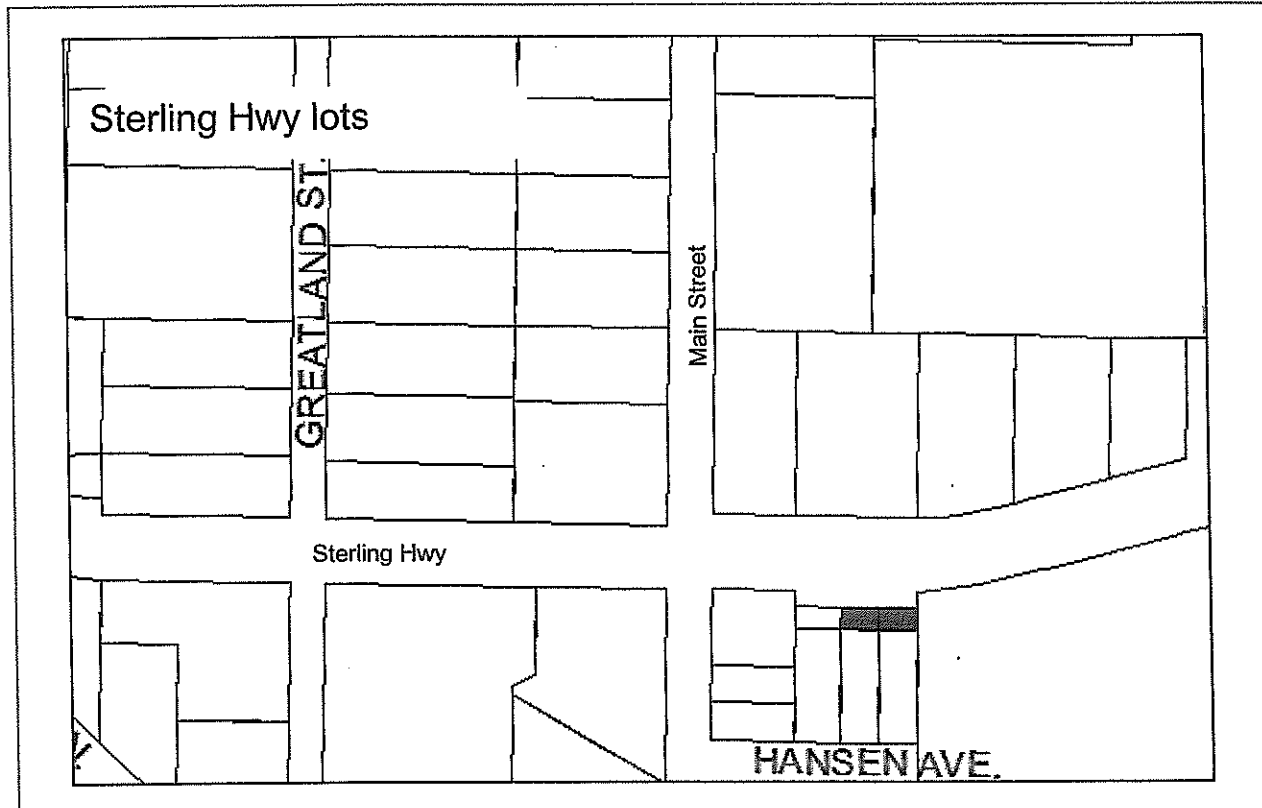 Sterling Hwy lots
GREATLAND ST.
Main Street
Sterling Hwy
HANSEN AVE.